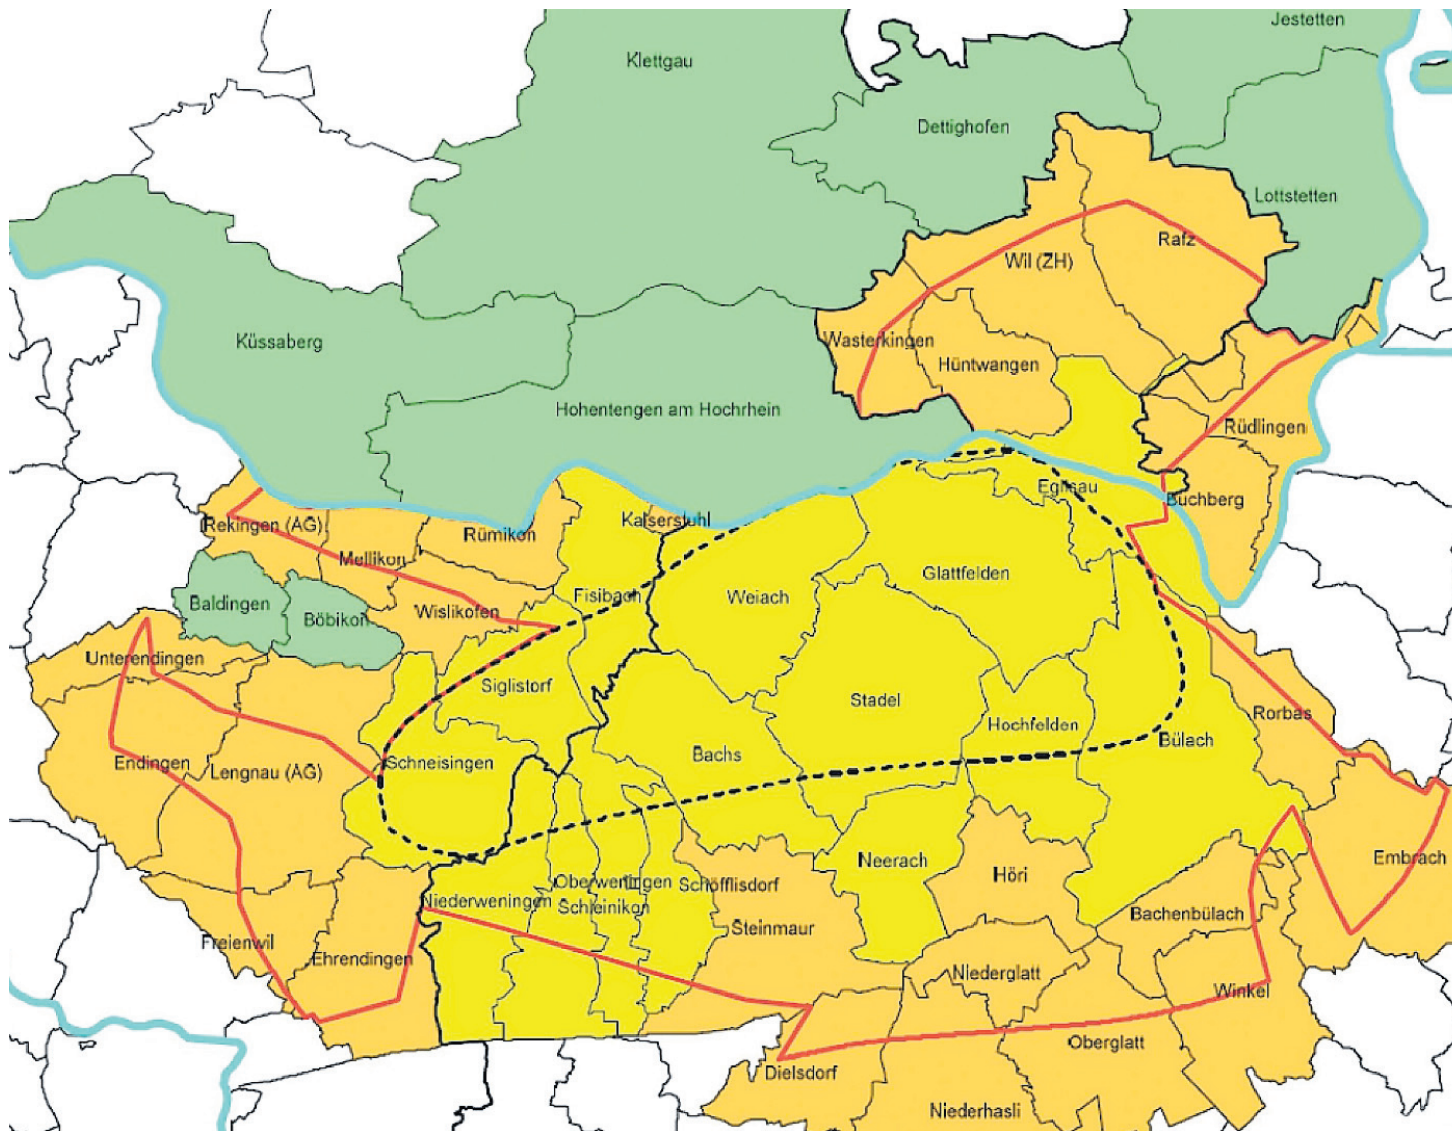 Jestetten
Klettgau
Dettighofen
Lottstetten
Rafz
Wil (ZH)
Küssaberg
Wasterkingen
Hüntwangen
Hohentengen am Hochrhein
Rüdlingen
Eglisau
Buchberg
Rekingen (AG)
Kaiserstuhl
Rümikon
Mellikon
Glattfelden
Baldingen
Fisibach
Weiach
Wislikofen
Böbikon
Unterendingen
Siglistorf
Stadel
Rorbas
Hochfelden
Bülach
Bachs
Endingen
Schneisingen
Lengnau (AG)
Embrach
Neerach
Höri
Oberweningen
Schöfflisdorf
Niederweningen
Schleinikon
Bachenbülach
Steinmaur
Freienwil
Ehrendingen
Niederglatt
Winkel
Oberglatt
Dielsdorf
Niederhasli